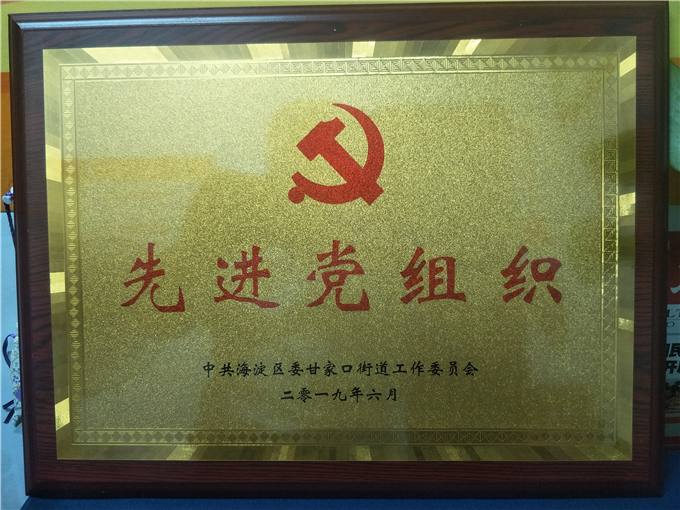 先进党组织
中共海淀区委甘家口街道工作委员会
二零一九年六月